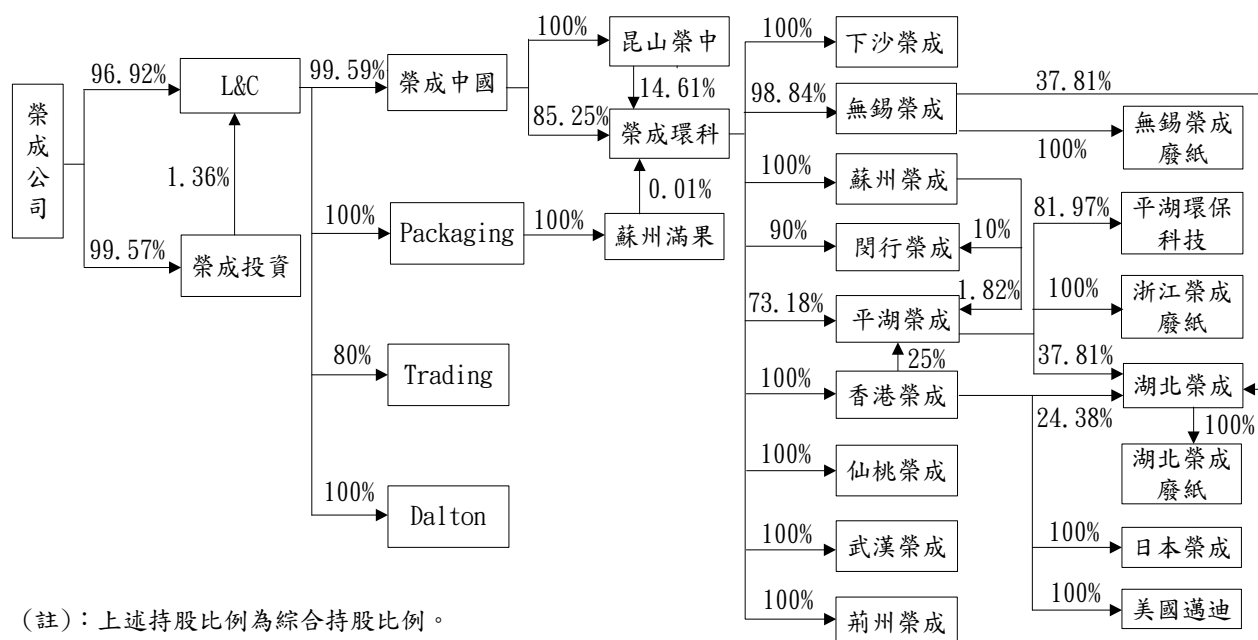 榮成公司
96.92%
99.57%
L&C
1.36%
榮成投資
99.59%
100%
80%
100%
榮成中國
Packaging
Trading
Dalton
100%
85.25%
100%
昆山榮中
14.61%
榮成環科
0.01%
蘇州滿果
100%
98.84%
100%
90%
73.18%
100%
100%
100%
100%
下沙榮成
無錫榮成
蘇州榮成
閔行榮成
平湖榮成
香港榮成
仙桃榮成
武漢榮成
荊州榮成
10%
1.82%
25%
37.81%
100%
81.97%
100%
37.81%
24.38%
100%
100%
100%
無錫榮成
廢紙
平湖環保
科技
浙江榮成
廢紙
湖北榮成
湖北榮成
廢紙
日本榮成
美國邁迪
(註)：上述持股比例為綜合持股比例。